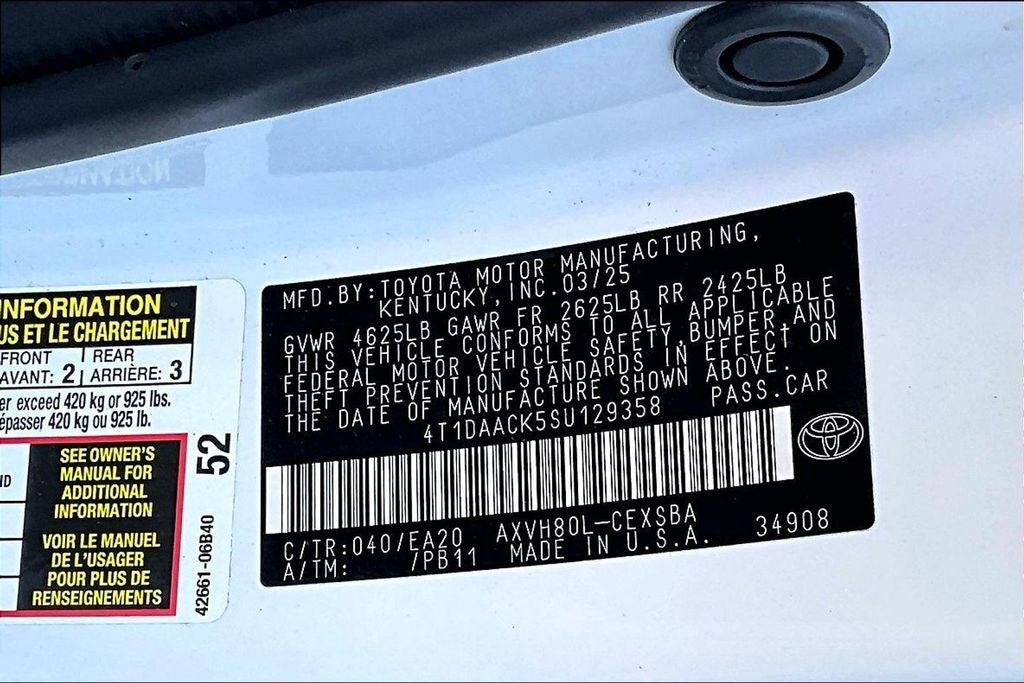 INFORMATION
US ET LE CHARGEMENT
FRONT
AVANT: 2
REAR
ARRIÈRE: 3
er exceed 420 kg or 925 lbs.
épasser 420 kg ou 925 lb.
ND
SEE OWNER'S
MANUAL FOR
ADDITIONAL
INFORMATION
VOIR LE MANUEL
DE L'USAGER
POUR PLUS DE
RENSEIGNEMENTS
52
42661-06B40
MFD.BY:TOYOTA MOTOR MANUFACTURING,
KENTUCKY,INC.03/25
GVWR 4625LB GAWR FR 2625LB RR 2425LB
THIS VEHICLE CONFORMS TO ALL APPLICABLE
FEDERAL MOTOR VEHICLE SAFETY,BUMPER AND
THEFT PREVENTION STANDARDS IN EFFECT ON
THE DATE OF MANUFACTURE SHOWN ABOVE.
4T1DAACK5SU129358 PASS.CAR
C/TR:040/EA20 AXVH80L-CEXSBA 34908
A/TM: /PB11 MADE IN U.S.A.